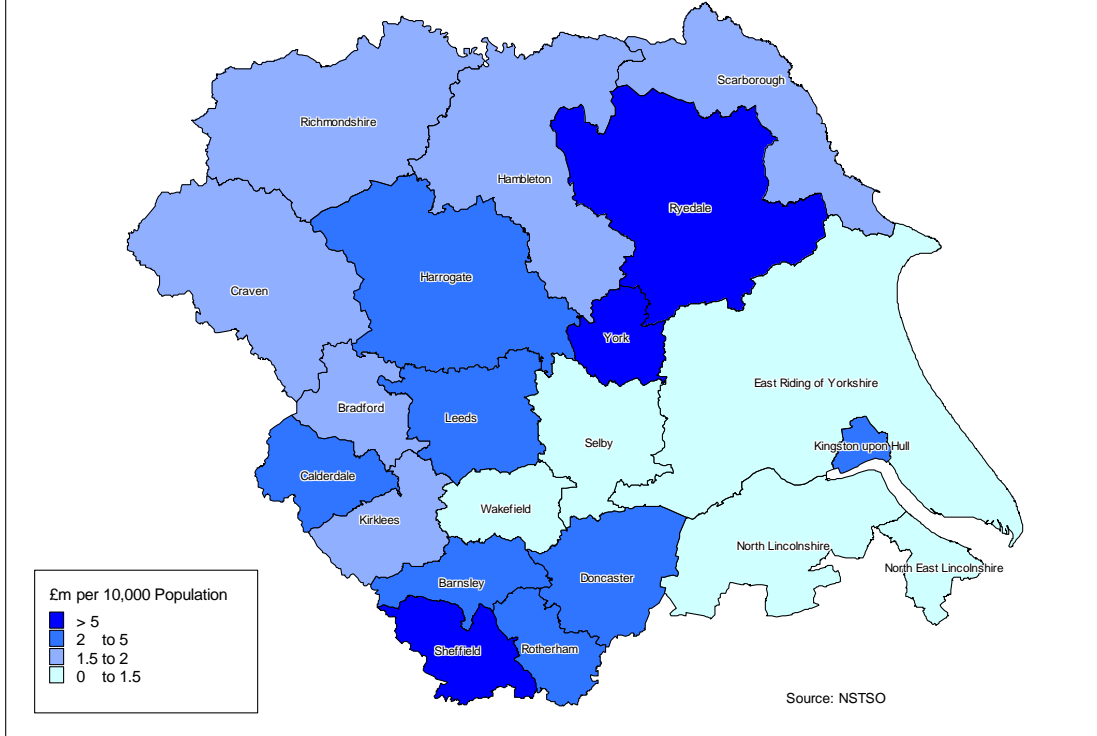 Scarborough
Richmondshire
Hambleton
Ryedale
Harrogate
Craven
York
East Riding of Yorkshire
Bradford
Leeds
Selby
Kingston upon Hull
Calderdale
Wakefield
Kirklees
North Lincolnshire
North East Lincolnshire
Barnsley
Doncaster
Sheffield
Rotherham
£m per 10,000 Population
> 5
2 to 5
1.5 to 2
0 to 1.5
Source: NSTSO